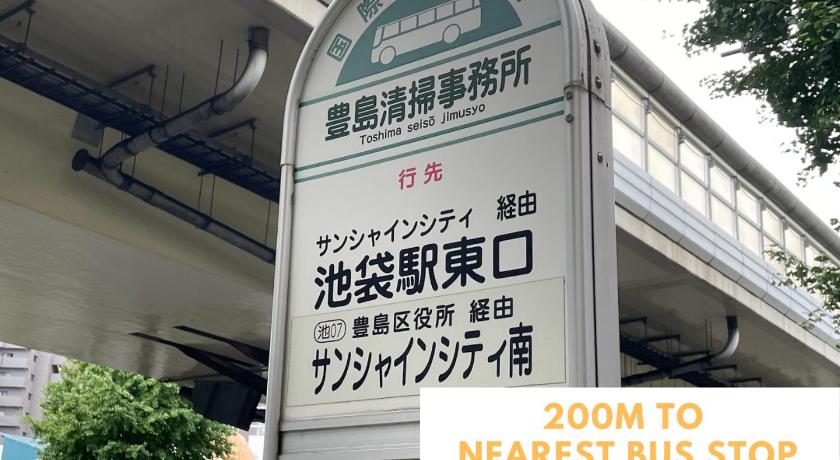 国際
豊島清掃事務所
Toshima seisō jimusyo
行先
サンシャインシティ 経由
池袋駅東口
池07 豊島区役所 経由
サンシャインシティ南
200M TO
NEAREST BUS STOP